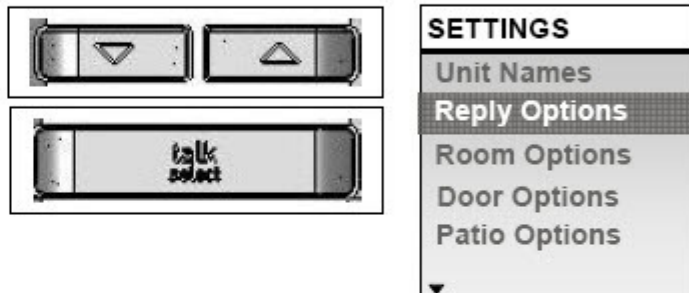 talk
select
SETTINGS
Unit Names
Reply Options
Room Options
Door Options
Patio Options